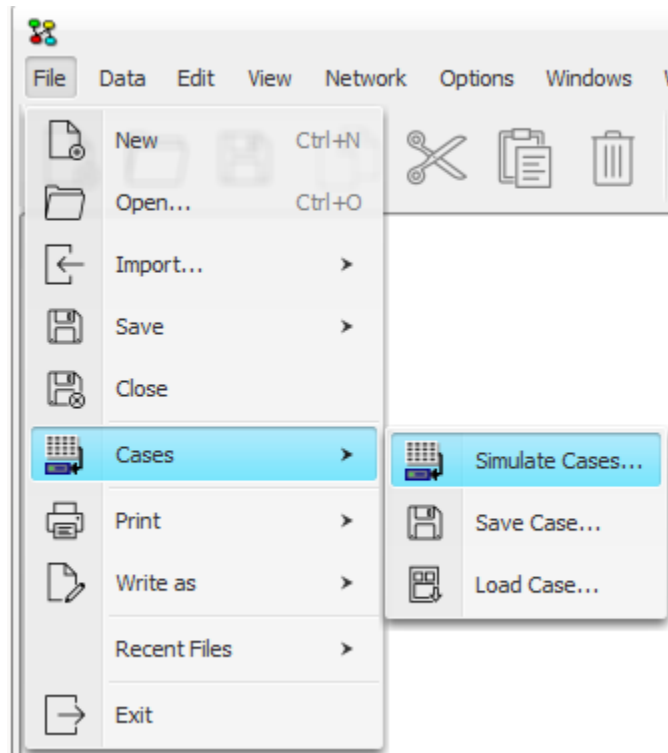 File Data Edit View Network Options Windows
New Ctrl+N
Open... Ctrl+O
Import...
Save
Close
Cases
Simulate Cases...
Save Case...
Load Case...
Print
Write as
Recent Files
Exit